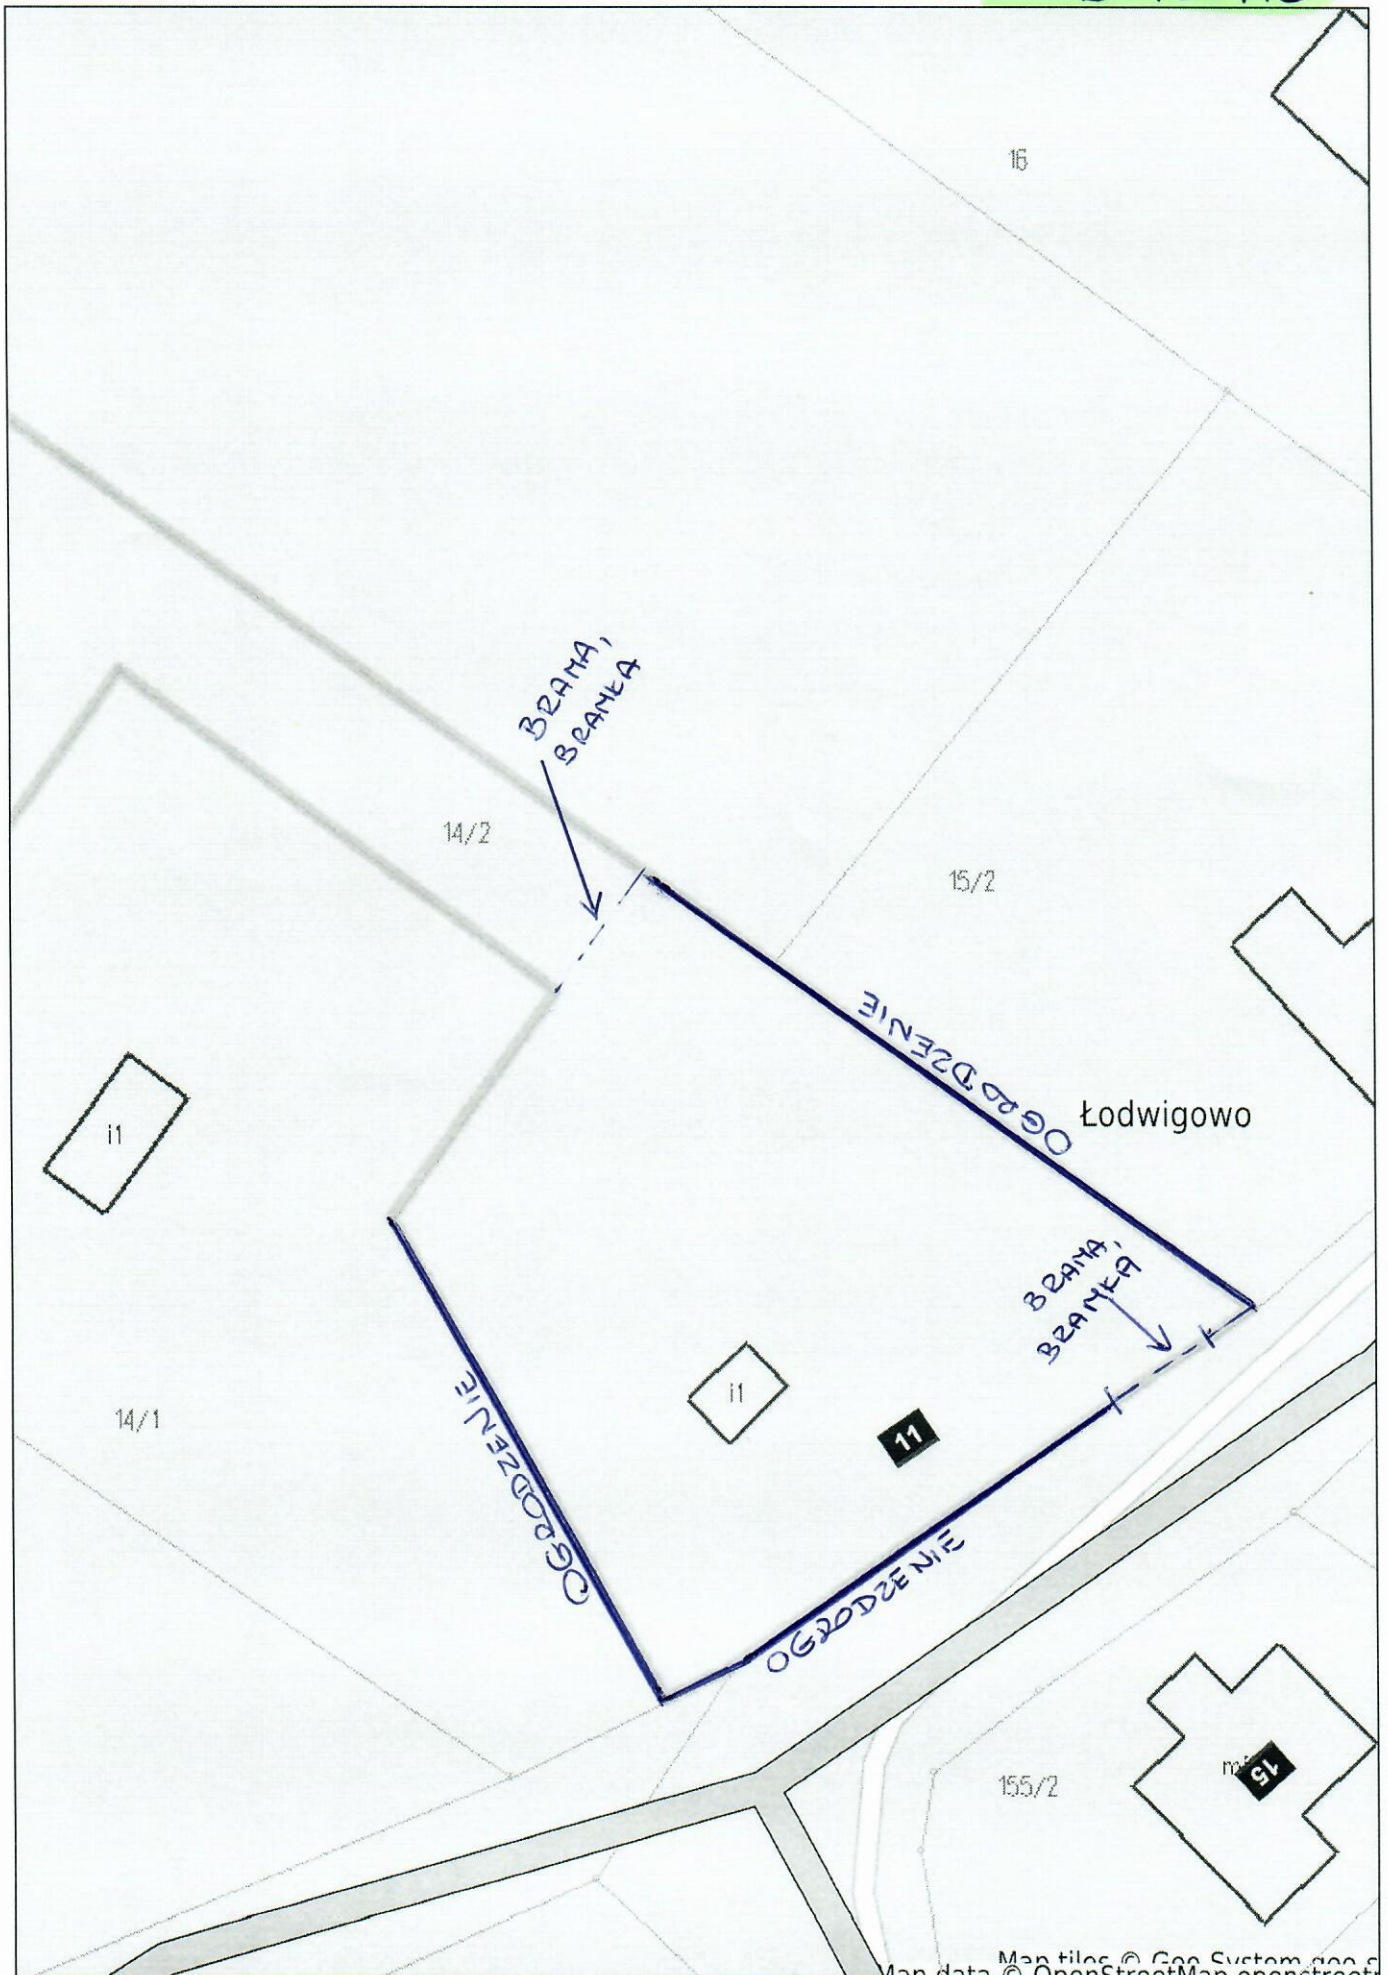 16
BRAMA,
BRAMKA
14/2
15/2
OGRODZENIE
Łodwigowo
i1
BRAMA,
BRAMKA
i1
11
14/1
OGRODZENIE
OGRODZENIE
15
155/2
Map tiles © Geo-System
Map data © OpenStreetMap